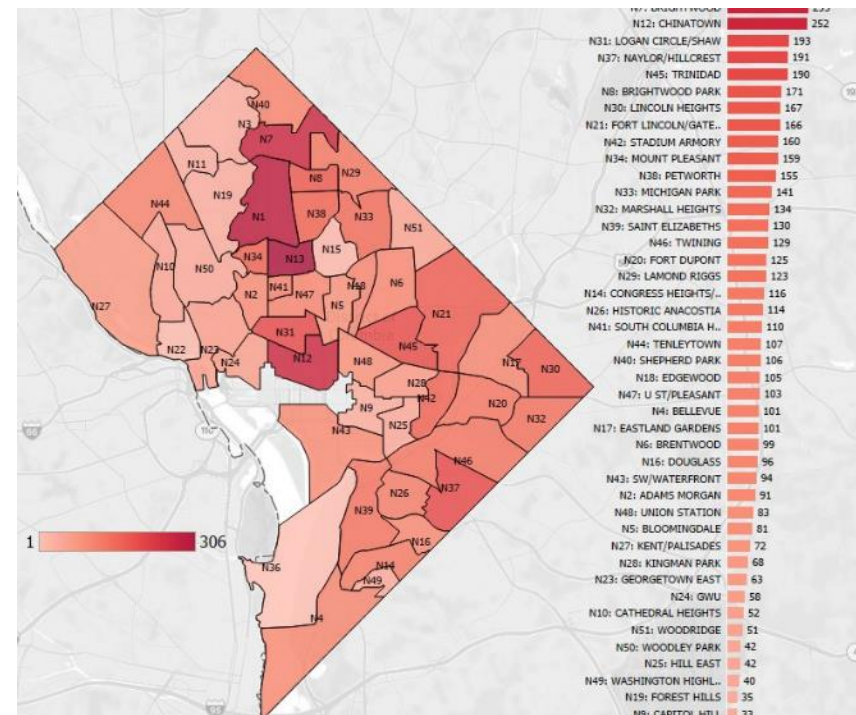 N7: BRIGHTWOOD 253
N12: CHINATOWN 252
N31: LOGAN CIRCLE/SHAW 193
N37: NAYLOR/HILLCREST 191
N45: TRINIDAD 190
N8: BRIGHTWOOD PARK 171
N30: LINCOLN HEIGHTS 167
N21: FORT LINCOLN/GATE.. 166
N42: STADIUM ARMORY 160
N34: MOUNT PLEASANT 159
N38: PETWORTH 155
N33: MICHIGAN PARK 141
N32: MARSHALL HEIGHTS 134
N39: SAINT ELIZABETHS 130
N46: TWINING 129
N20: FORT DUPONT 125
N29: LAMOND RIGGS 123
N14: CONGRESS HEIGHTS/.. 116
N26: HISTORIC ANACOSTIA 114
N41: SOUTH COLUMBIA H.. 110
N44: TENLEYTOWN 107
N40: SHEPHERD PARK 106
N18: EDGEWOOD 105
N47: U ST/PLEASANT 103
N4: BELLEVUE 101
N17: EASTLAND GARDENS 101
N6: BRENTWOOD 99
N16: DOUGLASS 96
N43: SW/WATERFRONT 94
N2: ADAMS MORGAN 91
N48: UNION STATION 83
N5: BLOOMINGDALE 81
N27: KENT/PALISADES 72
N28: KINGMAN PARK 68
N23: GEORGETOWN EAST 63
N24: GWU 58
N10: CATHEDRAL HEIGHTS 52
N51: WOODRIDGE 51
N50: WOODLEY PARK 42
N25: HILL EAST 42
N49: WASHINGTON HIGHL.. 40
N19: FOREST HILLS 35
N9: CAPITOL HILL 33
N40
N3
N7
N11
N8
N29
N19
N44
N1
N38
N33
N51
N15
N34
N13
N10
N50
N6
N18
N41
N2
N47
N5
N27
N21
N31
N45
N22
N23
N12
N24
N48
N17
N30
N28
N42
N20
N9
N32
N25
N43
N46
N37
N26
N39
N16
1 306
N36
N14
N49
N4